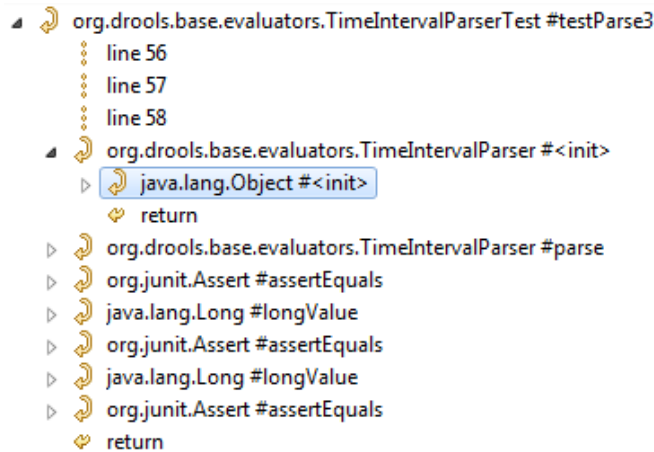 org.drools.base.evaluators.TimeIntervalParserTest #testParse3
line 56
line 57
line 58
org.drools.base.evaluators.TimeIntervalParser #<init>
java.lang.Object #<init>
return
org.drools.base.evaluators.TimeIntervalParser #parse
org.junit.Assert #assertEquals
java.lang.Long #longValue
org.junit.Assert #assertEquals
java.lang.Long #longValue
org.junit.Assert #assertEquals
return